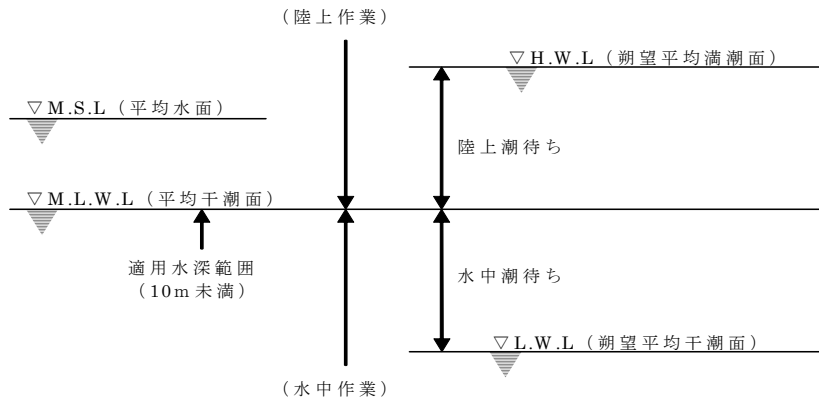 (陸上作業)
▽H.W.L(朔望平均満潮面)
▽M.S.L(平均水面)
陸上潮待ち
▽M.L.W.L(平均干潮面)
適用水深範囲
(10m未満)
水中潮待ち
▽L.W.L(朔望平均干潮面)
(水中作業)